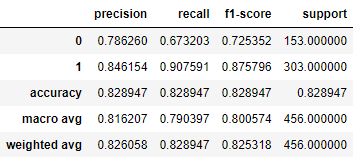 precision recall f1-score support
0 0.786260 0.673203 0.725352 153.000000
1 0.846154 0.907591 0.875796 303.000000
accuracy 0.828947 0.828947 0.828947 0.828947
macro avg 0.816207 0.790397 0.800574 456.000000
weighted avg 0.826058 0.828947 0.825318 456.000000